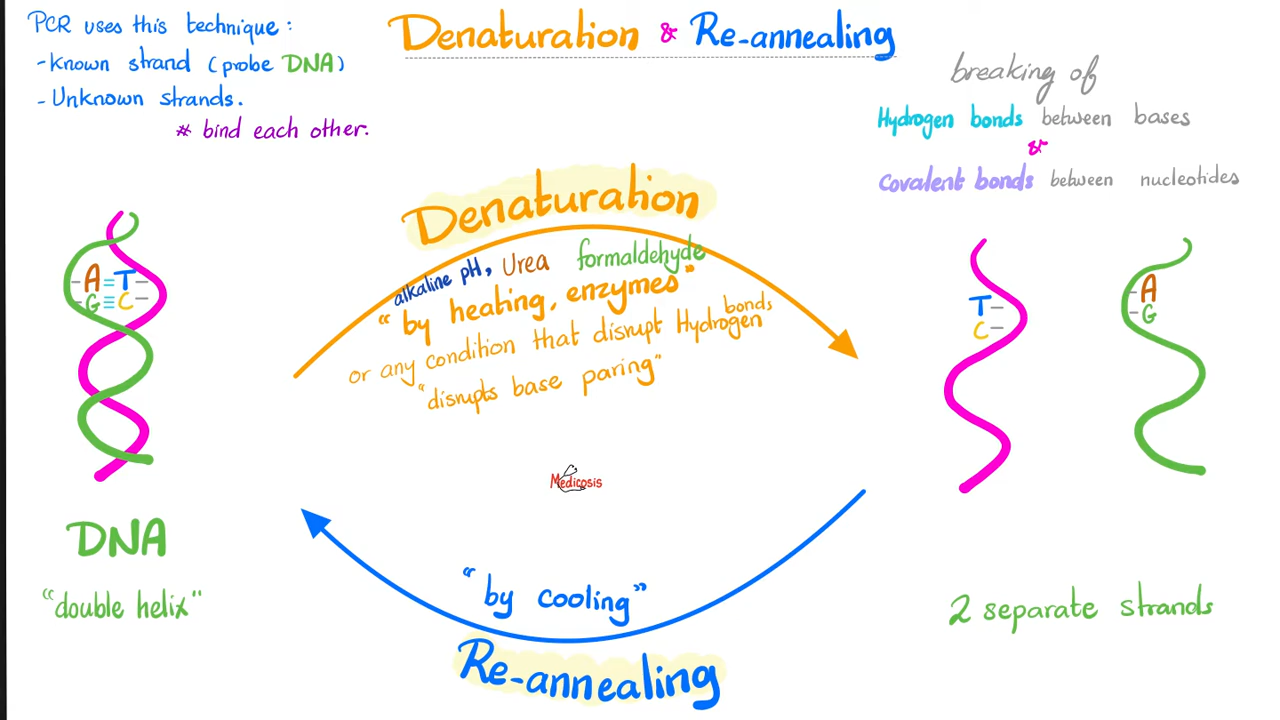 PCR uses this technique:
-Known strand (probe DNA)
-Unknown strands.
# bind each other.
Denaturation & Re-annealing
breaking of
Hydrogen bonds between bases
&
Covalent bonds between nucleotides
Denaturation
alkaline pH, Urea formaldehyde
"by heating, enzymes"
or any condition that disrupt Hydrogen bonds
"disrupts base paring"
A T
G C
T
C
A
G
Medicosis
DNA
"double helix"
"by cooling"
Re-annealing
2 separate strands